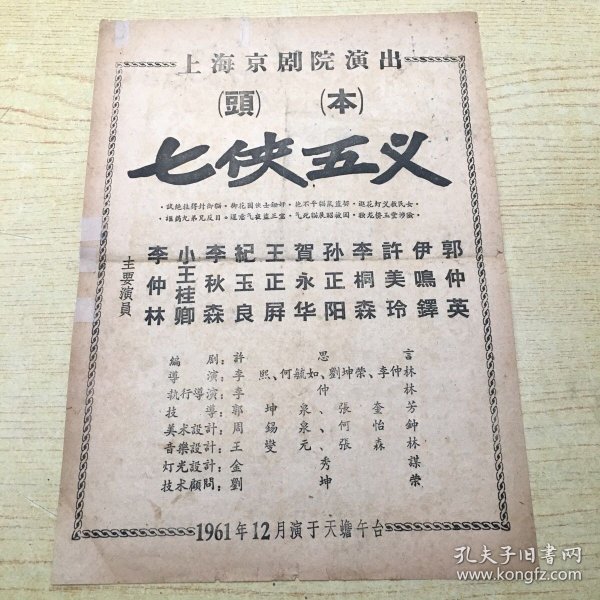 上海京剧院演出
(頭) (本)
七侠五义
主要演員
李仲林
小王桂卿
李秋森
紀玉良
王正屏
賀永华
孙正阳
李桐森
許美玲
伊鳴鐸
郭仲英
編剧：許思言
導演：李熙、何毓如、劉坤荣、李仲林
执行導演：李仲林
技導：郭坤泉、張奎芳
美术設計：周錫泉、何怡鈡
音樂設計：王燮元、张森林
灯光設計：金秀謀
技术顧問：劉坤荣
1961年12月演于天蟾午台
孔夫子旧书网
www.kongfz.com